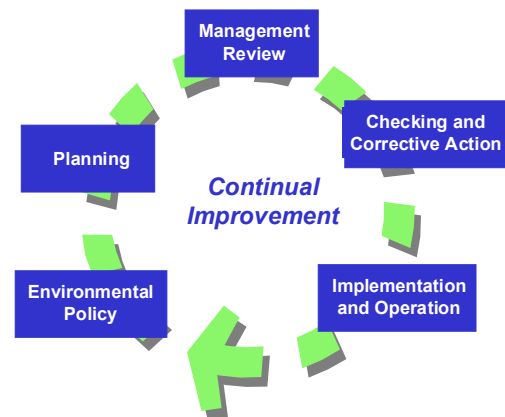 Management
Review
Checking and
Corrective Action
Planning
Continual
Improvement
Environmental
Policy
Implementation
and Operation